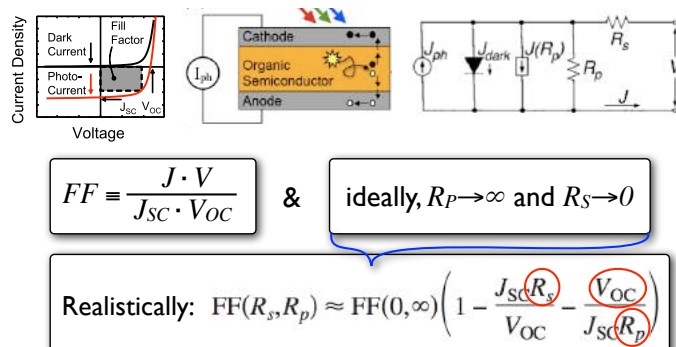 Current Density
Dark
Current
Fill
Factor
Photo-
Current
J_SC
V_OC
Voltage
I_ph
Cathode
Organic
Semiconductor
Anode
J_ph
J_dark
J(R_p)
R_p
R_s
J
V
FF ≡ J · V / J_SC · V_OC
&
ideally, R_P→∞ and R_S→0
Realistically: FF(R_s,R_p) ≈ FF(0,∞)(1 − J_SC R_s / V_OC − V_OC / J_SC R_p)